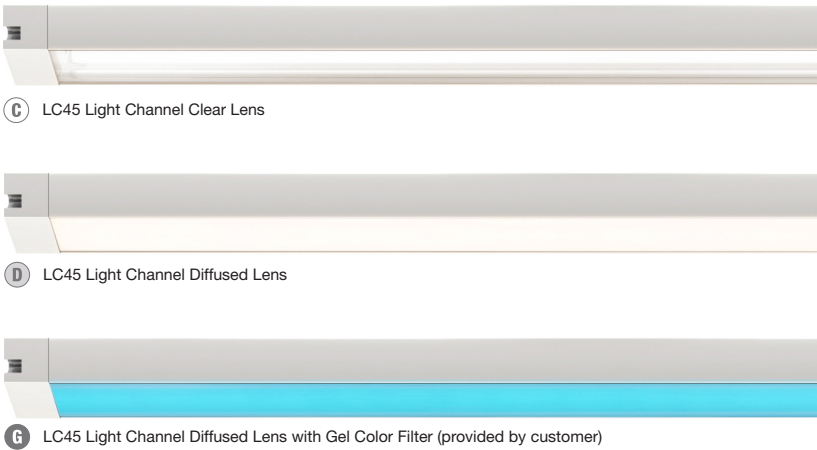 C LC45 Light Channel Clear Lens
D LC45 Light Channel Diffused Lens
G LC45 Light Channel Diffused Lens with Gel Color Filter (provided by customer)